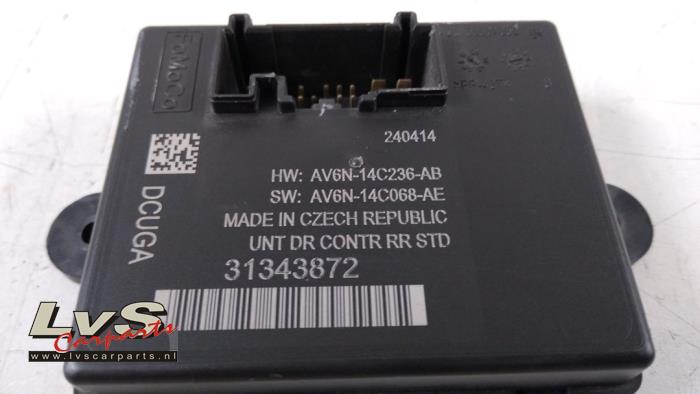 FoMoCo
240414
HW: AV6N-14C236-AB
SW: AV6N-14C068-AE
MADE IN CZECH REPUBLIC
UNT DR CONTR RR STD
31343872
DCUGA
LvS
Carparts
www.lvscarparts.nl